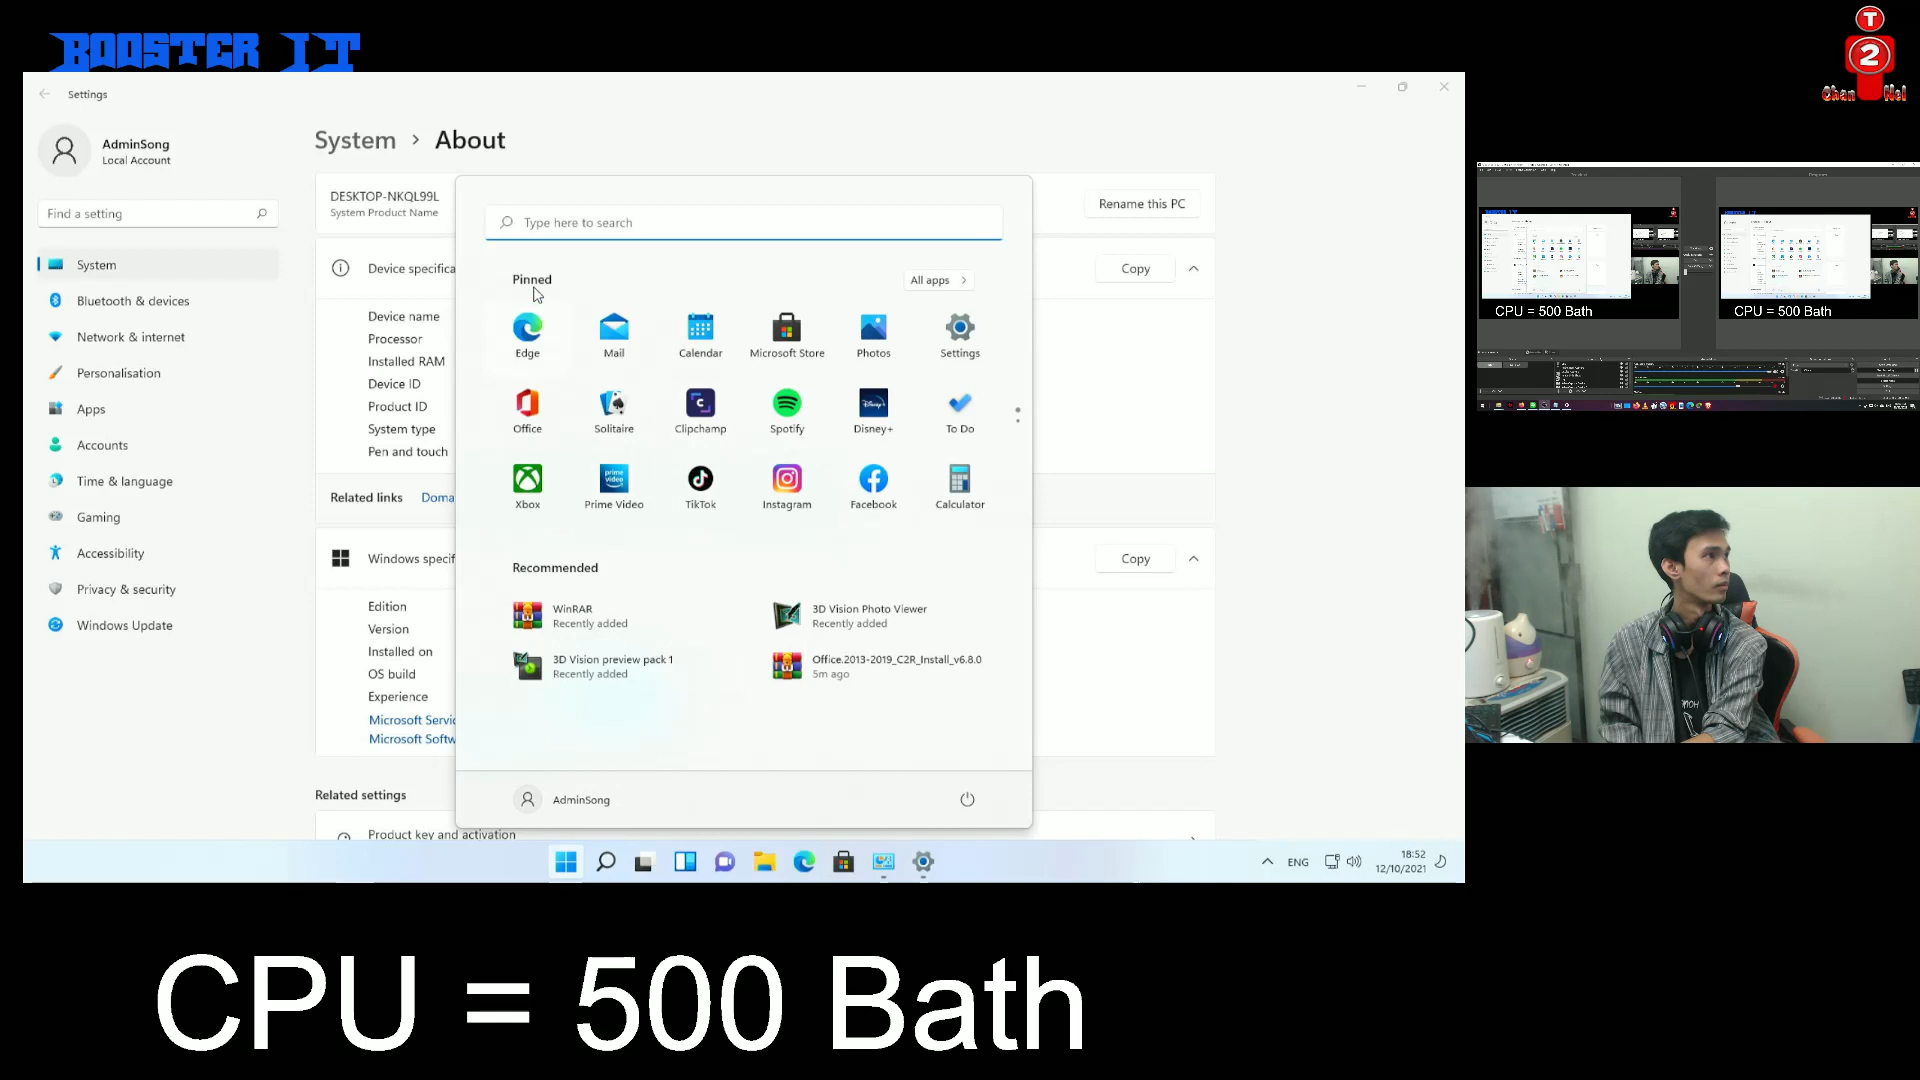 BOOSTER IT
T
2
Chan Nel
Settings
AdminSong
Local Account
Find a setting
System
Bluetooth & devices
Network & internet
Personalisation
Apps
Accounts
Time & language
Gaming
Accessibility
Privacy & security
Windows Update
System > About
DESKTOP-NKQL99L
System Product Name
Rename this PC
Device specifica
Copy
Device name
Processor
Installed RAM
Device ID
Product ID
System type
Pen and touch
Related links Doma
Windows specif
Copy
Edition
Version
Installed on
OS build
Experience
Microsoft Servic
Microsoft Softw
Related settings
Product key and activation
Type here to search
Pinned
All apps >
Edge
Mail
Calendar
Microsoft Store
Photos
Settings
Office
Solitaire
Clipchamp
Spotify
Disney+
To Do
Xbox
Prime Video
TikTok
Instagram
Facebook
Calculator
Recommended
WinRAR
Recently added
3D Vision Photo Viewer
Recently added
3D Vision preview pack 1
Recently added
Office.2013-2019_C2R_Install_v6.8.0
5m ago
AdminSong
ENG
18:52
12/10/2021
CPU = 500 Bath
CPU = 500 Bath
CPU = 500 Bath